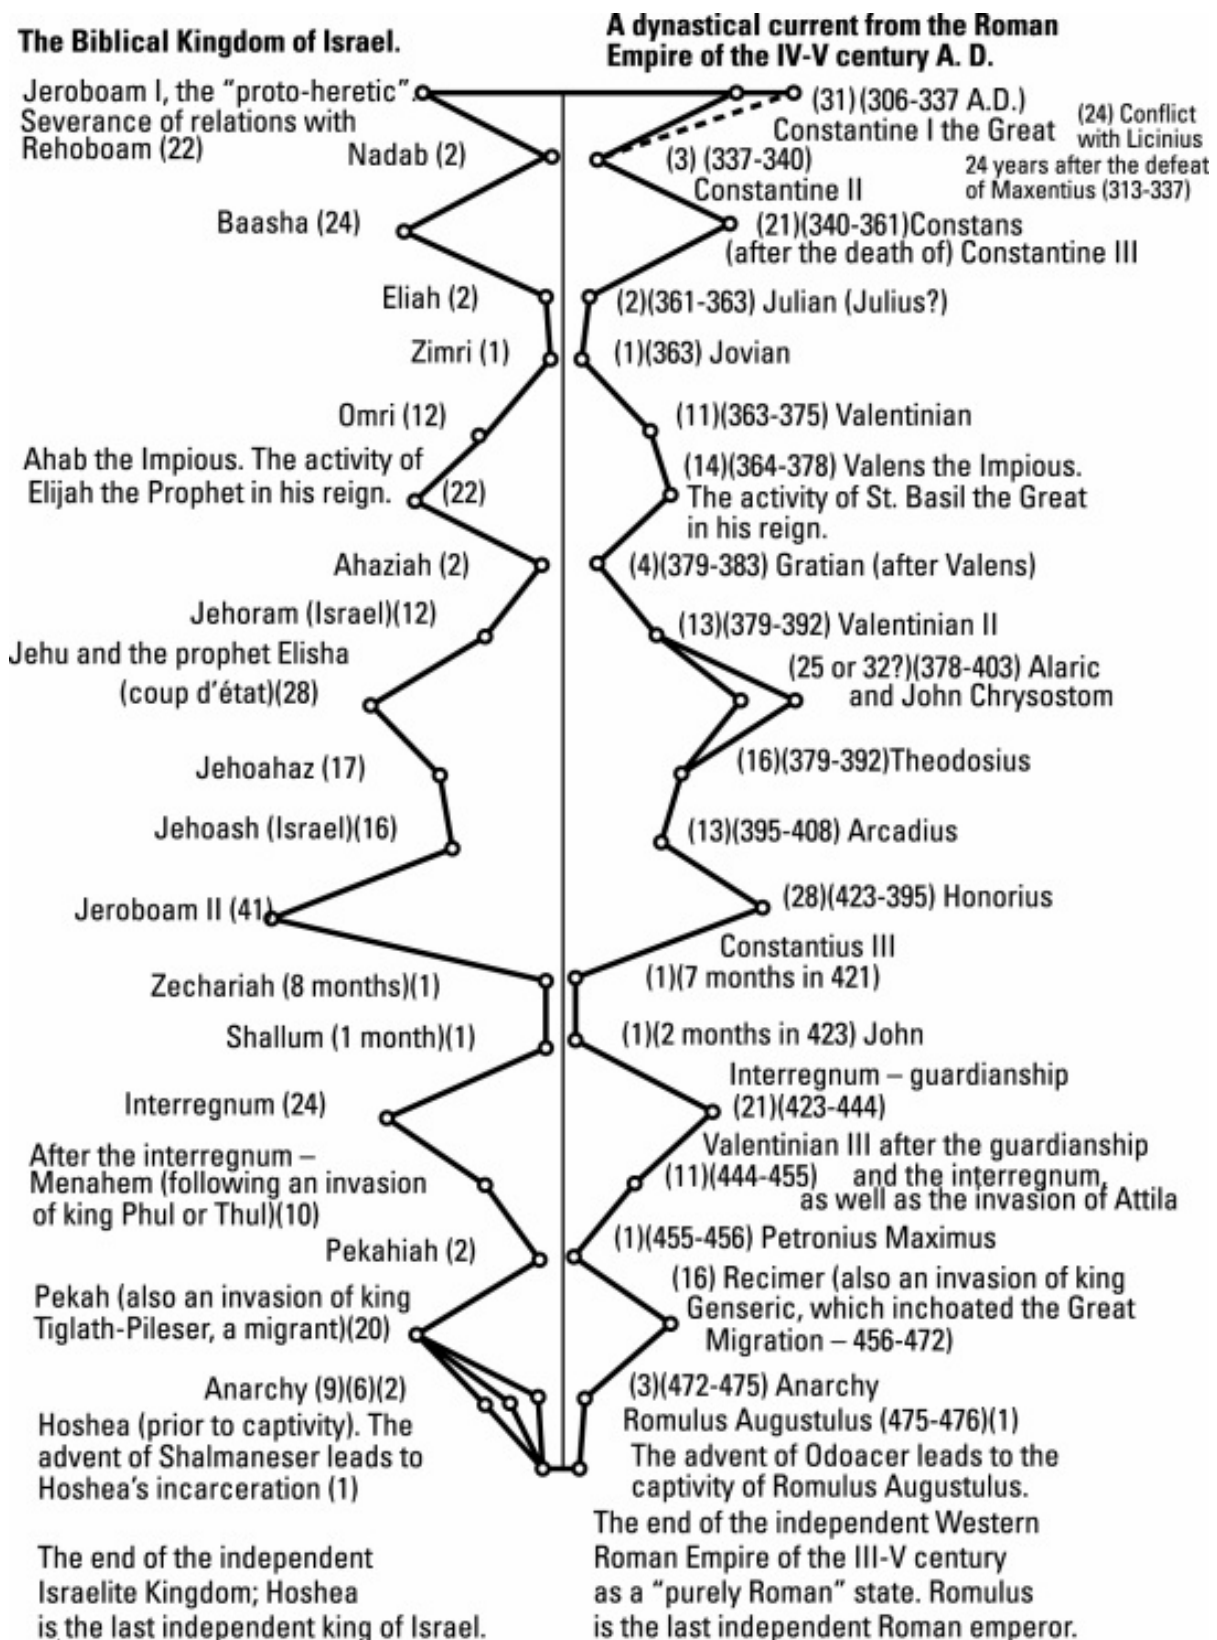 The Biblical Kingdom of Israel.
A dynastical current from the Roman
Empire of the IV-V century A. D.
Jeroboam I, the “proto-heretic”.
Severance of relations with
Rehoboam (22)
(31)(306-337 A.D.)
Constantine I the Great
(24) Conflict
with Licinius
24 years after the defeat
of Maxentius (313-337)
Nadab (2)
(3) (337-340)
Constantine II
Baasha (24)
(21)(340-361)Constans
(after the death of) Constantine III
Eliah (2)
(2)(361-363) Julian (Julius?)
Zimri (1)
(1)(363) Jovian
Omri (12)
(11)(363-375) Valentinian
Ahab the Impious. The activity of
Elijah the Prophet in his reign.
(22)
(14)(364-378) Valens the Impious.
The activity of St. Basil the Great
in his reign.
Ahaziah (2)
(4)(379-383) Gratian (after Valens)
Jehoram (Israel)(12)
(13)(379-392) Valentinian II
Jehu and the prophet Elisha
(coup d’état)(28)
(25 or 32?)(378-403) Alaric
and John Chrysostom
Jehoahaz (17)
(16)(379-392)Theodosius
Jehoash (Israel)(16)
(13)(395-408) Arcadius
Jeroboam II (41)
(28)(423-395) Honorius
Zechariah (8 months)(1)
Constantius III
(1)(7 months in 421)
Shallum (1 month)(1)
(1)(2 months in 423) John
Interregnum (24)
Interregnum – guardianship
(21)(423-444)
After the interregnum –
Menahem (following an invasion
of king Phul or Thul)(10)
Valentinian III after the guardianship
(11)(444-455) and the interregnum,
as well as the invasion of Attila
Pekahiah (2)
(1)(455-456) Petronius Maximus
Pekah (also an invasion of king
Tiglath-Pileser, a migrant)(20)
(16) Recimer (also an invasion of king
Genseric, which inchoated the Great
Migration – 456-472)
Anarchy (9)(6)(2)
(3)(472-475) Anarchy
Hoshea (prior to captivity). The
advent of Shalmaneser leads to
Hoshea’s incarceration (1)
Romulus Augustulus (475-476)(1)
The advent of Odoacer leads to the
captivity of Romulus Augustulus.
The end of the independent
Israelite Kingdom; Hoshea
is the last independent king of Israel.
The end of the independent Western
Roman Empire of the III-V century
as a “purely Roman” state. Romulus
is the last independent Roman emperor.